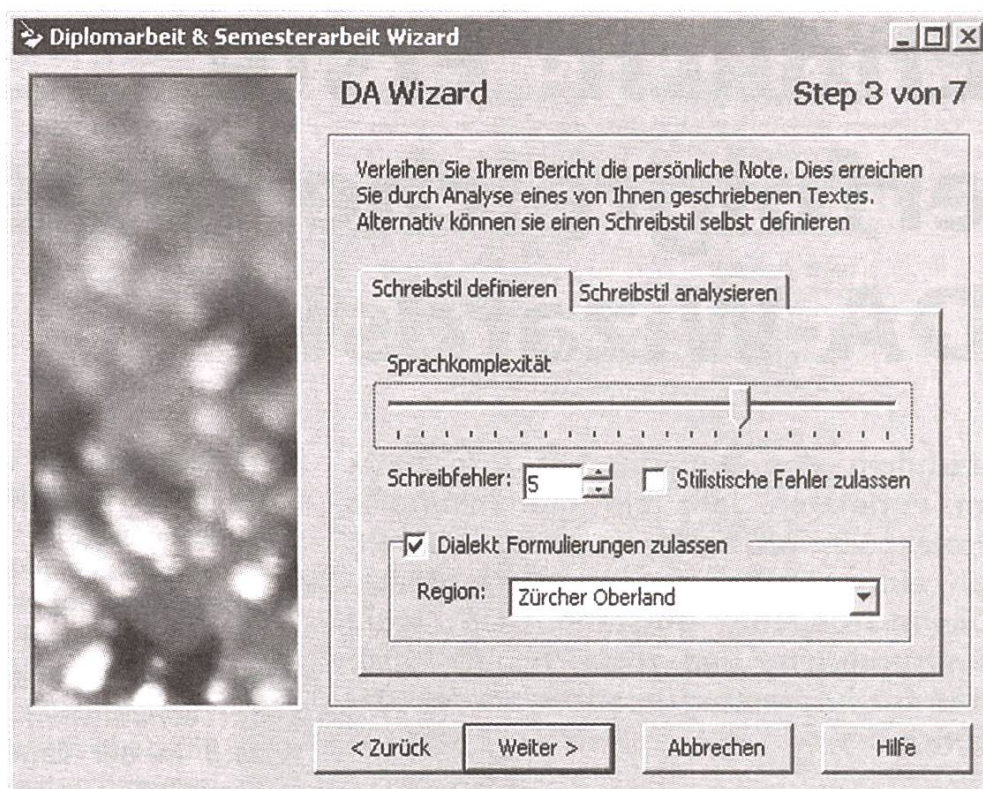 Diplomarbeit & Semesterarbeit Wizard
DA Wizard
Step 3 von 7
Verleihen Sie Ihrem Bericht die persönliche Note. Dies erreichen
Sie durch Analyse eines von Ihnen geschriebenen Textes.
Alternativ können sie einen Schreibstil selbst definieren
Schreibstil definieren
Schreibstil analysieren
Sprachkomplexität
Schreibfehler: 5
Stilistische Fehler zulassen
Dialekt Formulierungen zulassen
Region: Zürcher Oberland
< Zurück
Weiter >
Abbrechen
Hilfe